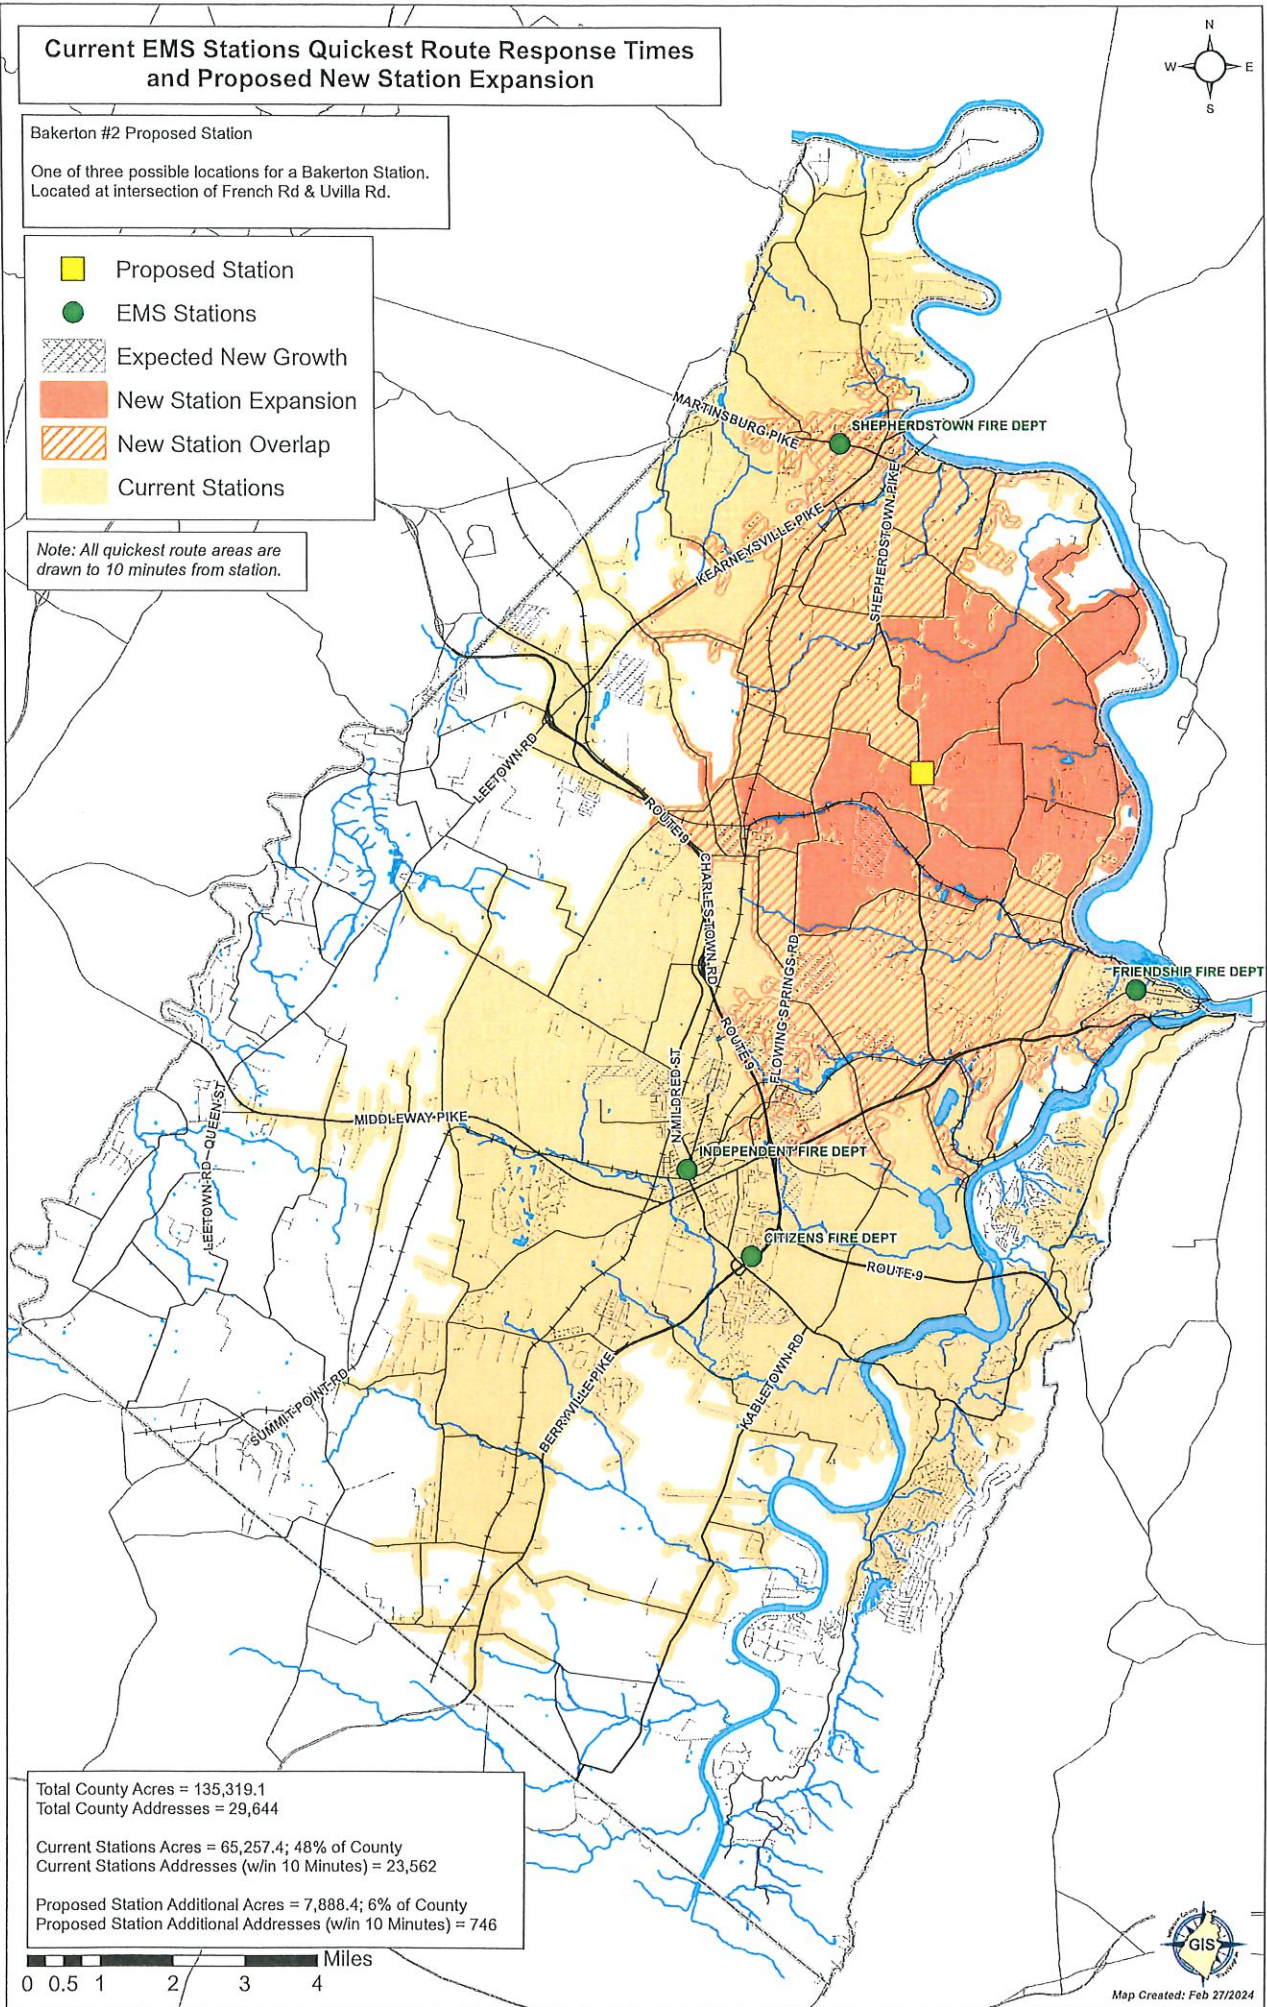 Current EMS Stations Quickest Route Response Times
and Proposed New Station Expansion
N
W
E
S
Bakerton #2 Proposed Station
One of three possible locations for a Bakerton Station.
Located at intersection of French Rd & Uvilla Rd.
Proposed Station
EMS Stations
Expected New Growth
New Station Expansion
New Station Overlap
Current Stations
Note: All quickest route areas are
drawn to 10 minutes from station.
MARTINSBURG PIKE
SHEPHERDSTOWN FIRE DEPT
KEARNEYSVILLE PIKE
SHEPHERDSTOWN PIKE
LEETOWN RD
ROUTE 9
CHARLES TOWN RD
FLOWING SPRINGS RD
FRIENDSHIP FIRE DEPT
ROUTE 9
N MILDRED ST
MIDDLEWAY PIKE
QUEEN ST
LEETOWN RD
INDEPENDENT FIRE DEPT
CITIZENS FIRE DEPT
ROUTE 9
SUMMIT POINT RD
BERRYVILLE PIKE
KABLETOWN RD
Total County Acres = 135,319.1
Total County Addresses = 29,644
Current Stations Acres = 65,257.4; 48% of County
Current Stations Addresses (w/in 10 Minutes) = 23,562
Proposed Station Additional Acres = 7,888.4; 6% of County
Proposed Station Additional Addresses (w/in 10 Minutes) = 746
Miles
0 0.5 1 2 3 4
GIS
Map Created: Feb 27/2024